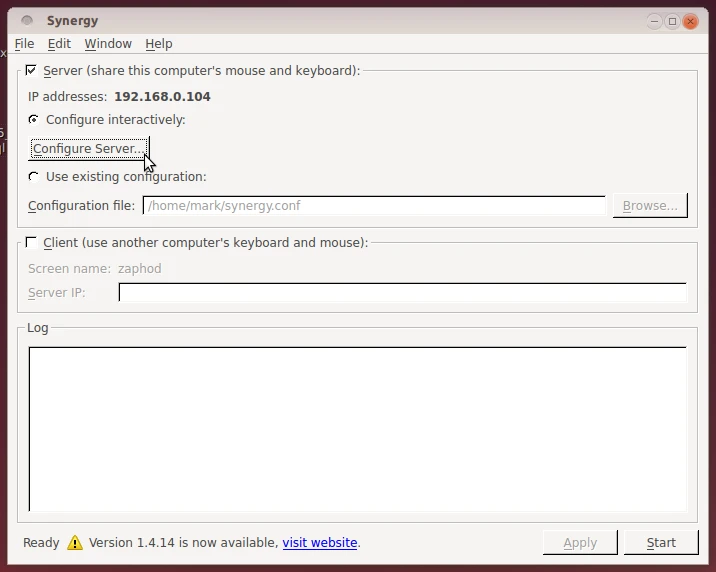 Synergy
File Edit Window Help
Server (share this computer's mouse and keyboard):
IP addresses: 192.168.0.104
Configure interactively:
Configure Server...
Use existing configuration:
Configuration file: /home/mark/synergy.conf Browse...
Client (use another computer's keyboard and mouse):
Screen name: zaphod
Server IP:
Log
Ready Version 1.4.14 is now available, visit website. Apply Start